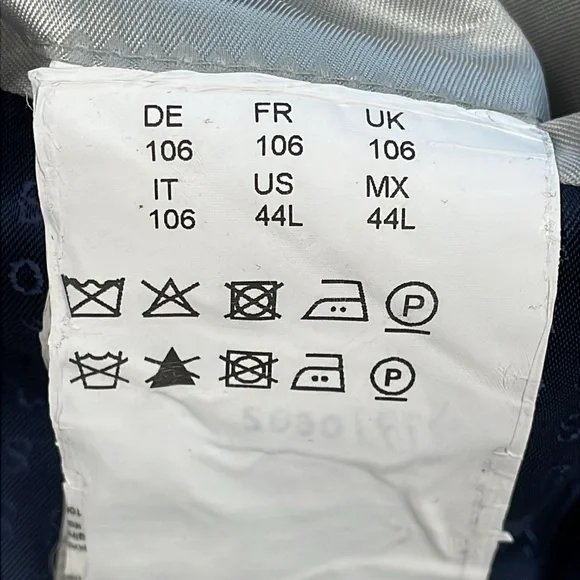 DE FR UK
106 106 106
IT US MX
106 44L 44L
P
P